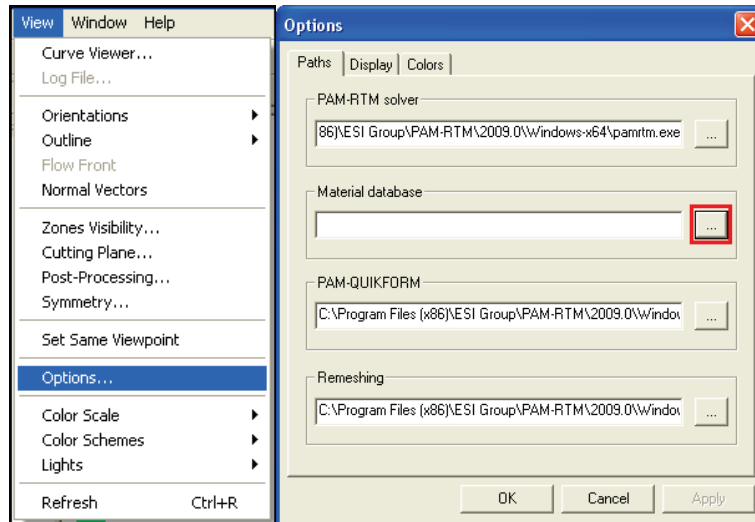 View Window Help
Curve Viewer...
Log File...
Orientations
Outline
Flow Front
Normal Vectors
Zones Visibility...
Cutting Plane...
Post-Processing...
Symmetry...
Set Same Viewpoint
Options...
Color Scale
Color Schemes
Lights
Refresh Ctrl+R
Options
Paths Display Colors
PAM-RTM solver
86)\ESI Group\PAM-RTM\2009.0\Windows-x64\pamrtm.exe ...
Material database
...
PAM-QUIKFORM
C:\Program Files (x86)\ESI Group\PAM-RTM\2009.0\Windo ...
Remeshing
C:\Program Files (x86)\ESI Group\PAM-RTM\2009.0\Windo ...
OK Cancel Apply